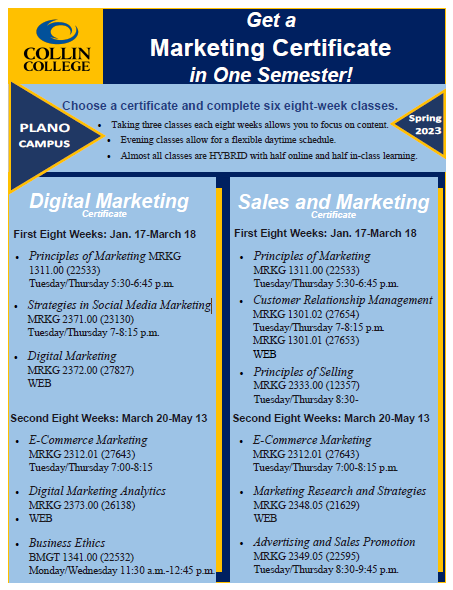 COLLIN
COLLEGE
Get a
Marketing Certificate
in One Semester!
PLANO
CAMPUS
Choose a certificate and complete six eight-week classes.
• Taking three classes each eight weeks allows you to focus on content.
• Evening classes allow for a flexible daytime schedule.
• Almost all classes are HYBRID with half online and half in-class learning.
Spring
2023
Digital Marketing
Certificate
First Eight Weeks: Jan. 17-March 18
• Principles of Marketing MRKG
1311.00 (22533)
Tuesday/Thursday 5:30-6:45 p.m.
• Strategies in Social Media Marketing
MRKG 2371.00 (23130)
Tuesday/Thursday 7-8:15 p.m.
• Digital Marketing
MRKG 2372.00 (27827)
WEB
Second Eight Weeks: March 20-May 13
• E-Commerce Marketing
MRKG 2312.01 (27643)
Tuesday/Thursday 7:00-8:15
• Digital Marketing Analytics
MRKG 2373.00 (26138)
• WEB
• Business Ethics
BMGT 1341.00 (22532)
Monday/Wednesday 11:30 a.m.-12:45 p.m.
Sales and Marketing
Certificate
First Eight Weeks: Jan. 17-March 18
• Principles of Marketing
MRKG 1311.00 (22533)
Tuesday/Thursday 5:30-6:45 p.m.
• Customer Relationship Management
MRKG 1301.02 (27654)
Tuesday/Thursday 7-8:15 p.m.
MRKG 1301.01 (27653)
WEB
• Principles of Selling
MRKG 2333.00 (12357)
Tuesday/Thursday 8:30-
Second Eight Weeks: March 20-May 13
• E-Commerce Marketing
MRKG 2312.01 (27643)
Tuesday/Thursday 7:00-8:15 p.m.
• Marketing Research and Strategies
MRKG 2348.05 (21629)
WEB
• Advertising and Sales Promotion
MRKG 2349.05 (22595)
Tuesday/Thursday 8:30-9:45 p.m.